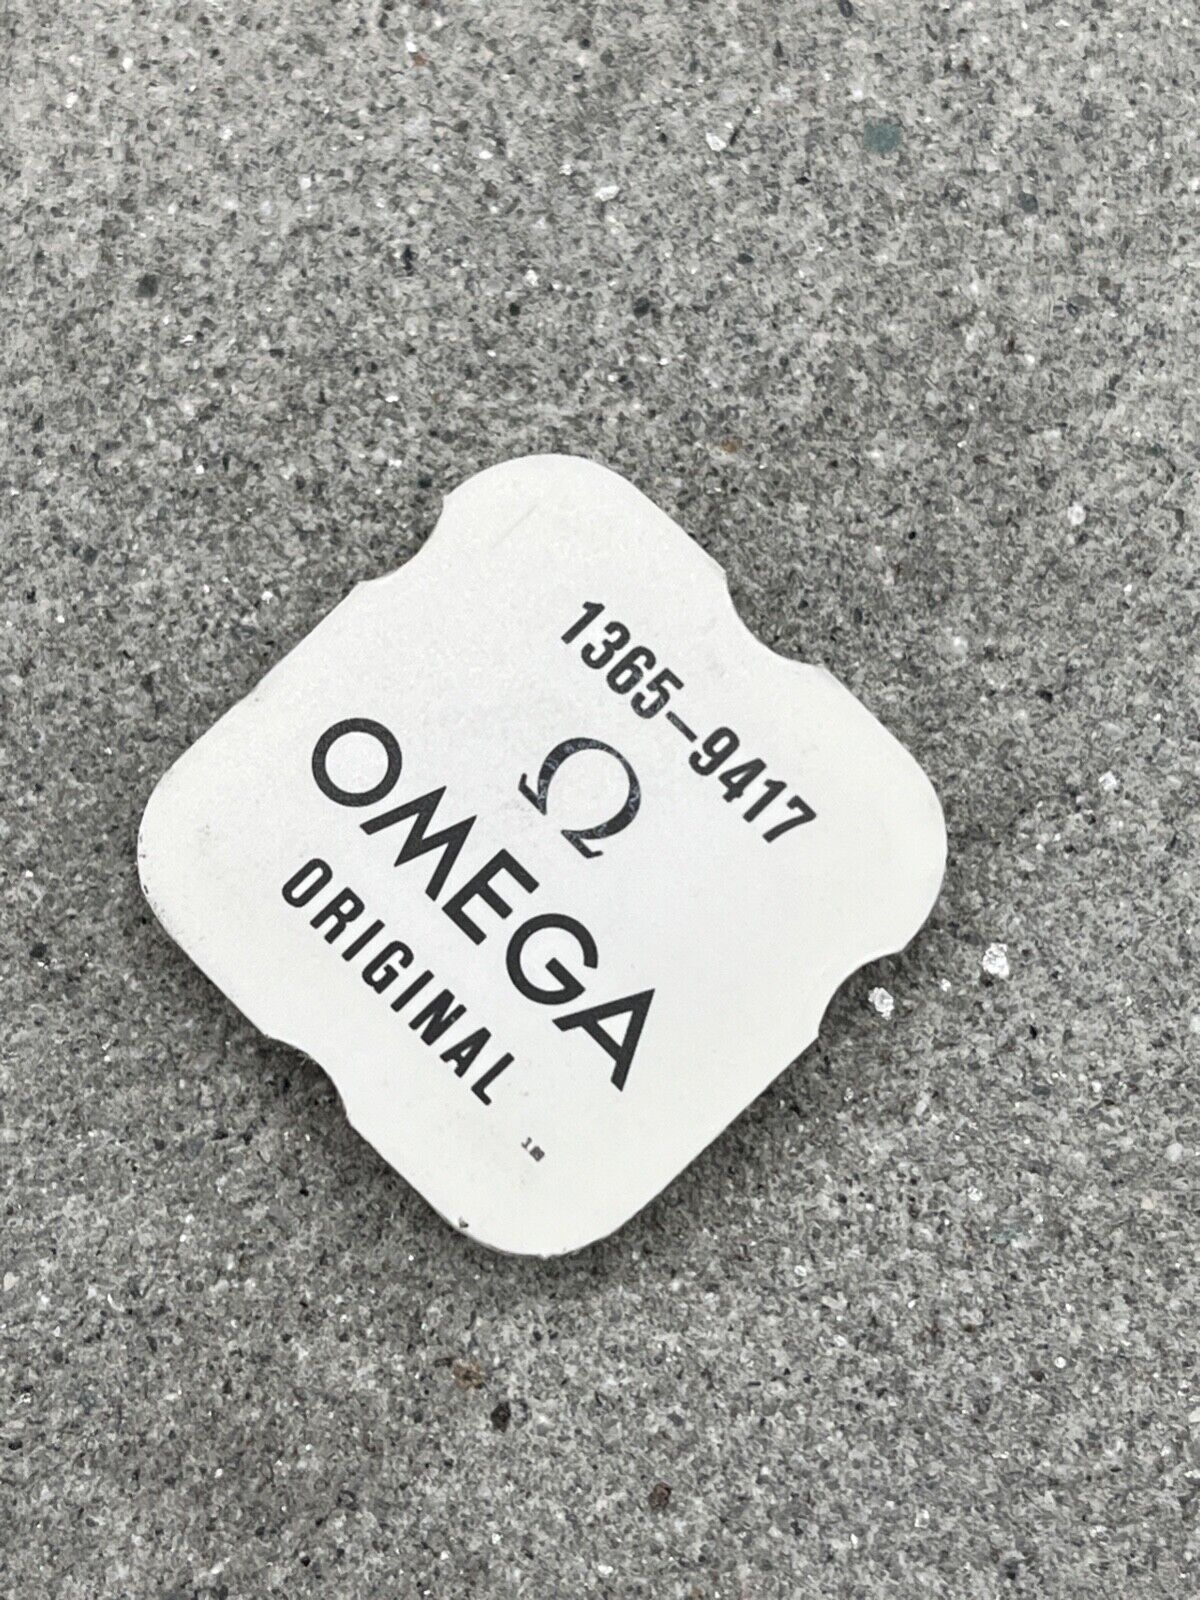 1365-9417
Ω
OMEGA
ORIGINAL